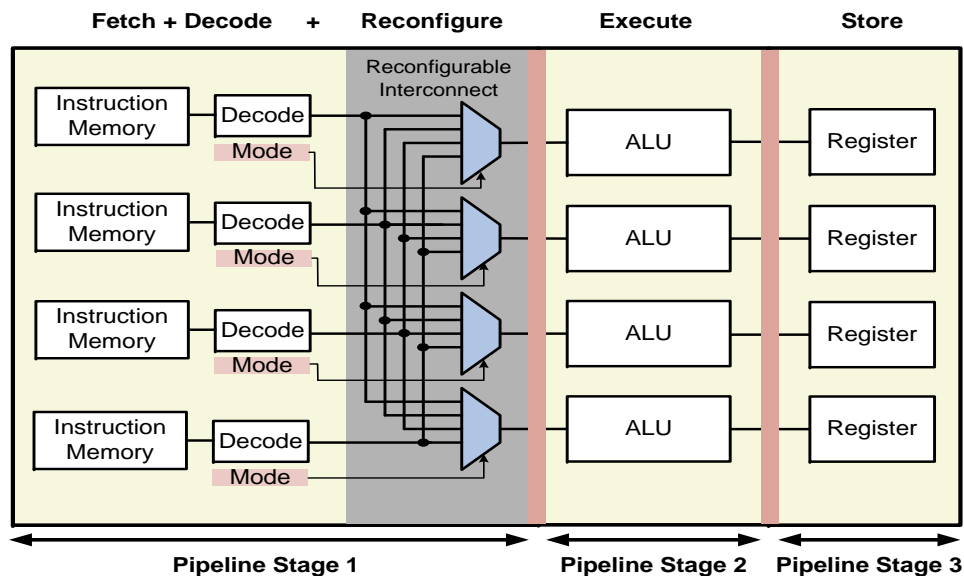 Fetch + Decode + Reconfigure Execute Store
Reconfigurable
Interconnect
Instruction
Memory
Decode
Mode
ALU
Register
Instruction
Memory
Decode
Mode
ALU
Register
Instruction
Memory
Decode
Mode
ALU
Register
Instruction
Memory
Decode
Mode
ALU
Register
Pipeline Stage 1 Pipeline Stage 2 Pipeline Stage 3